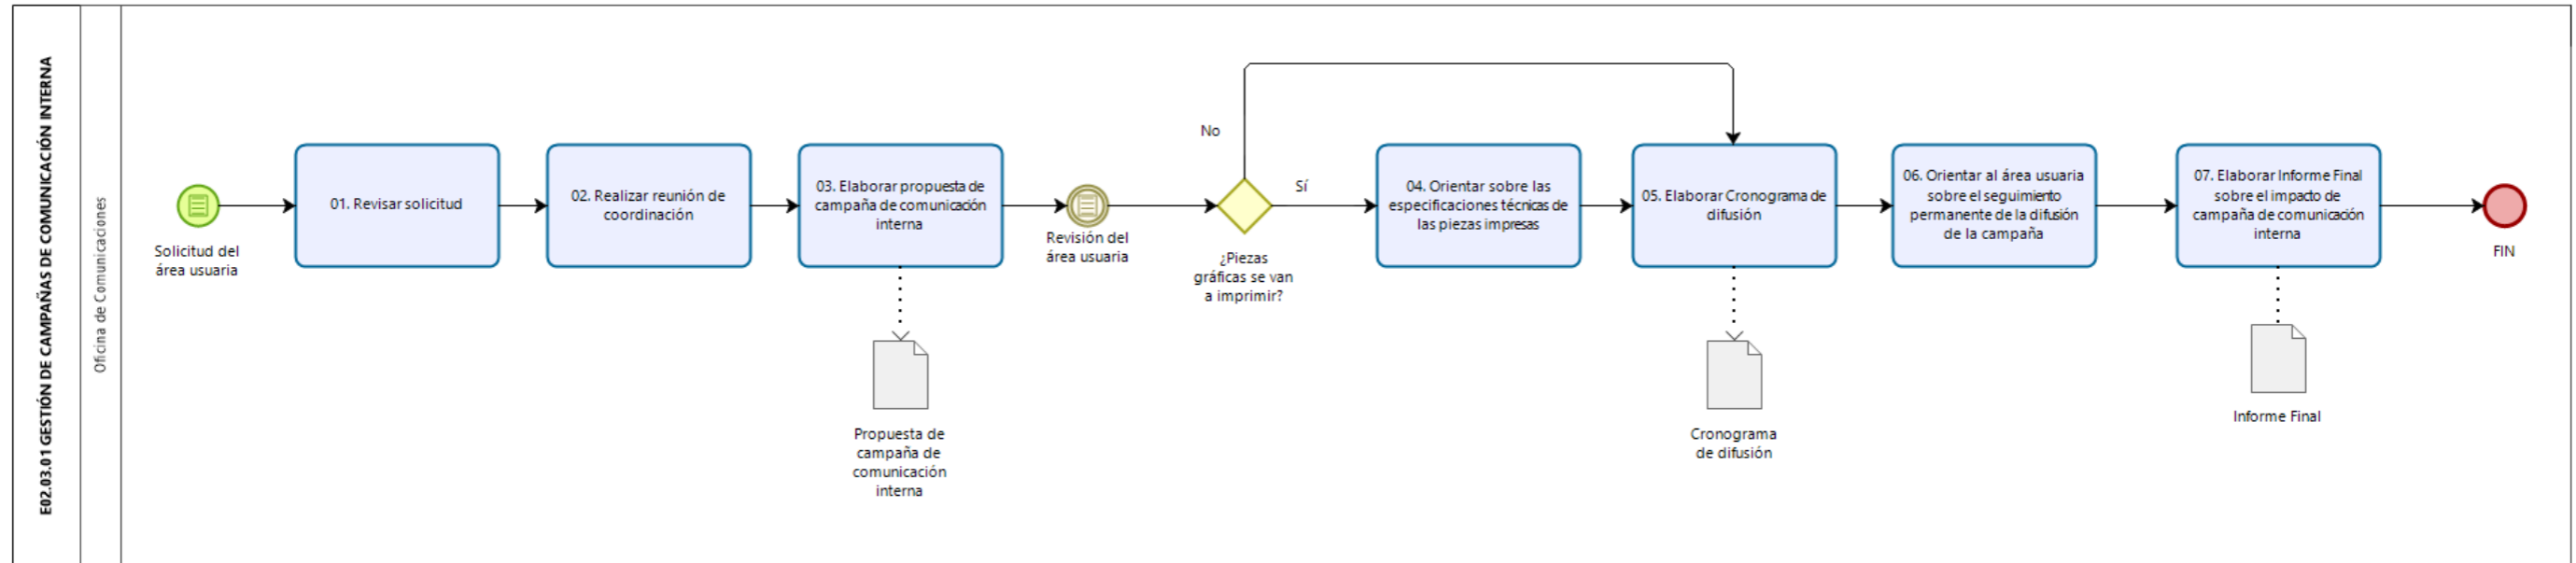 E02.03.01 GESTIÓN DE CAMPAÑAS DE COMUNICACIÓN INTERNA
Oficina de Comunicaciones
Solicitud del
área usuaria
01. Revisar solicitud
02. Realizar reunión de
coordinación
03. Elaborar propuesta de
campaña de comunicación
interna
Propuesta de
campaña de
comunicación
interna
Revisión del
área usuaria
¿Piezas
gráficas se van
a imprimir?
No
Sí
04. Orientar sobre las
especificaciones técnicas de
las piezas impresas
05. Elaborar Cronograma de
difusión
Cronograma
de difusión
06. Orientar al área usuaria
sobre el seguimiento
permanente de la difusión
de la campaña
07. Elaborar Informe Final
sobre el impacto de
campaña de comunicación
interna
Informe Final
FIN